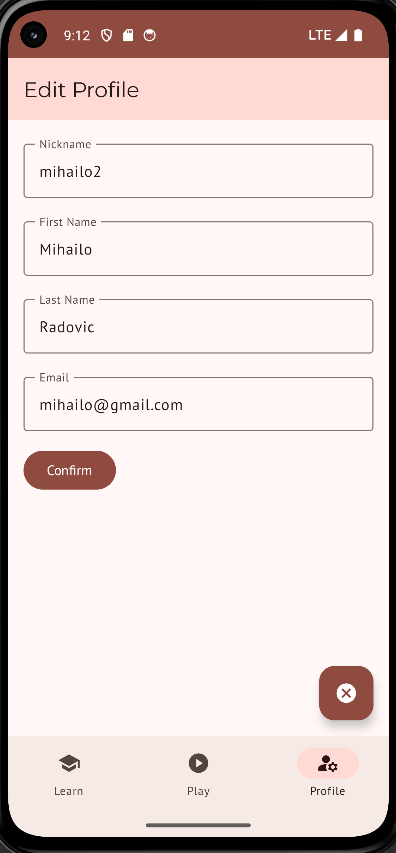 9:12
LTE
Edit Profile
Nickname
mihailo2
First Name
Mihailo
Last Name
Radovic
Email
mihailo@gmail.com
Confirm
Learn
Play
Profile